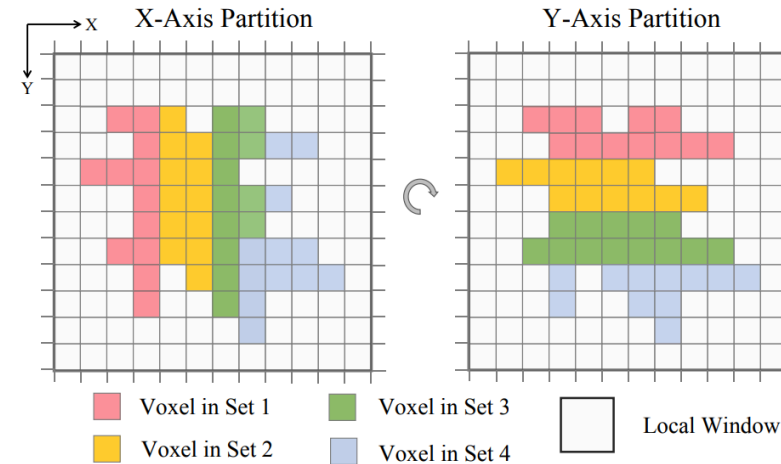 X-Axis Partition
Y-Axis Partition
X
Y
Voxel in Set 1
Voxel in Set 3
Voxel in Set 2
Voxel in Set 4
Local Window